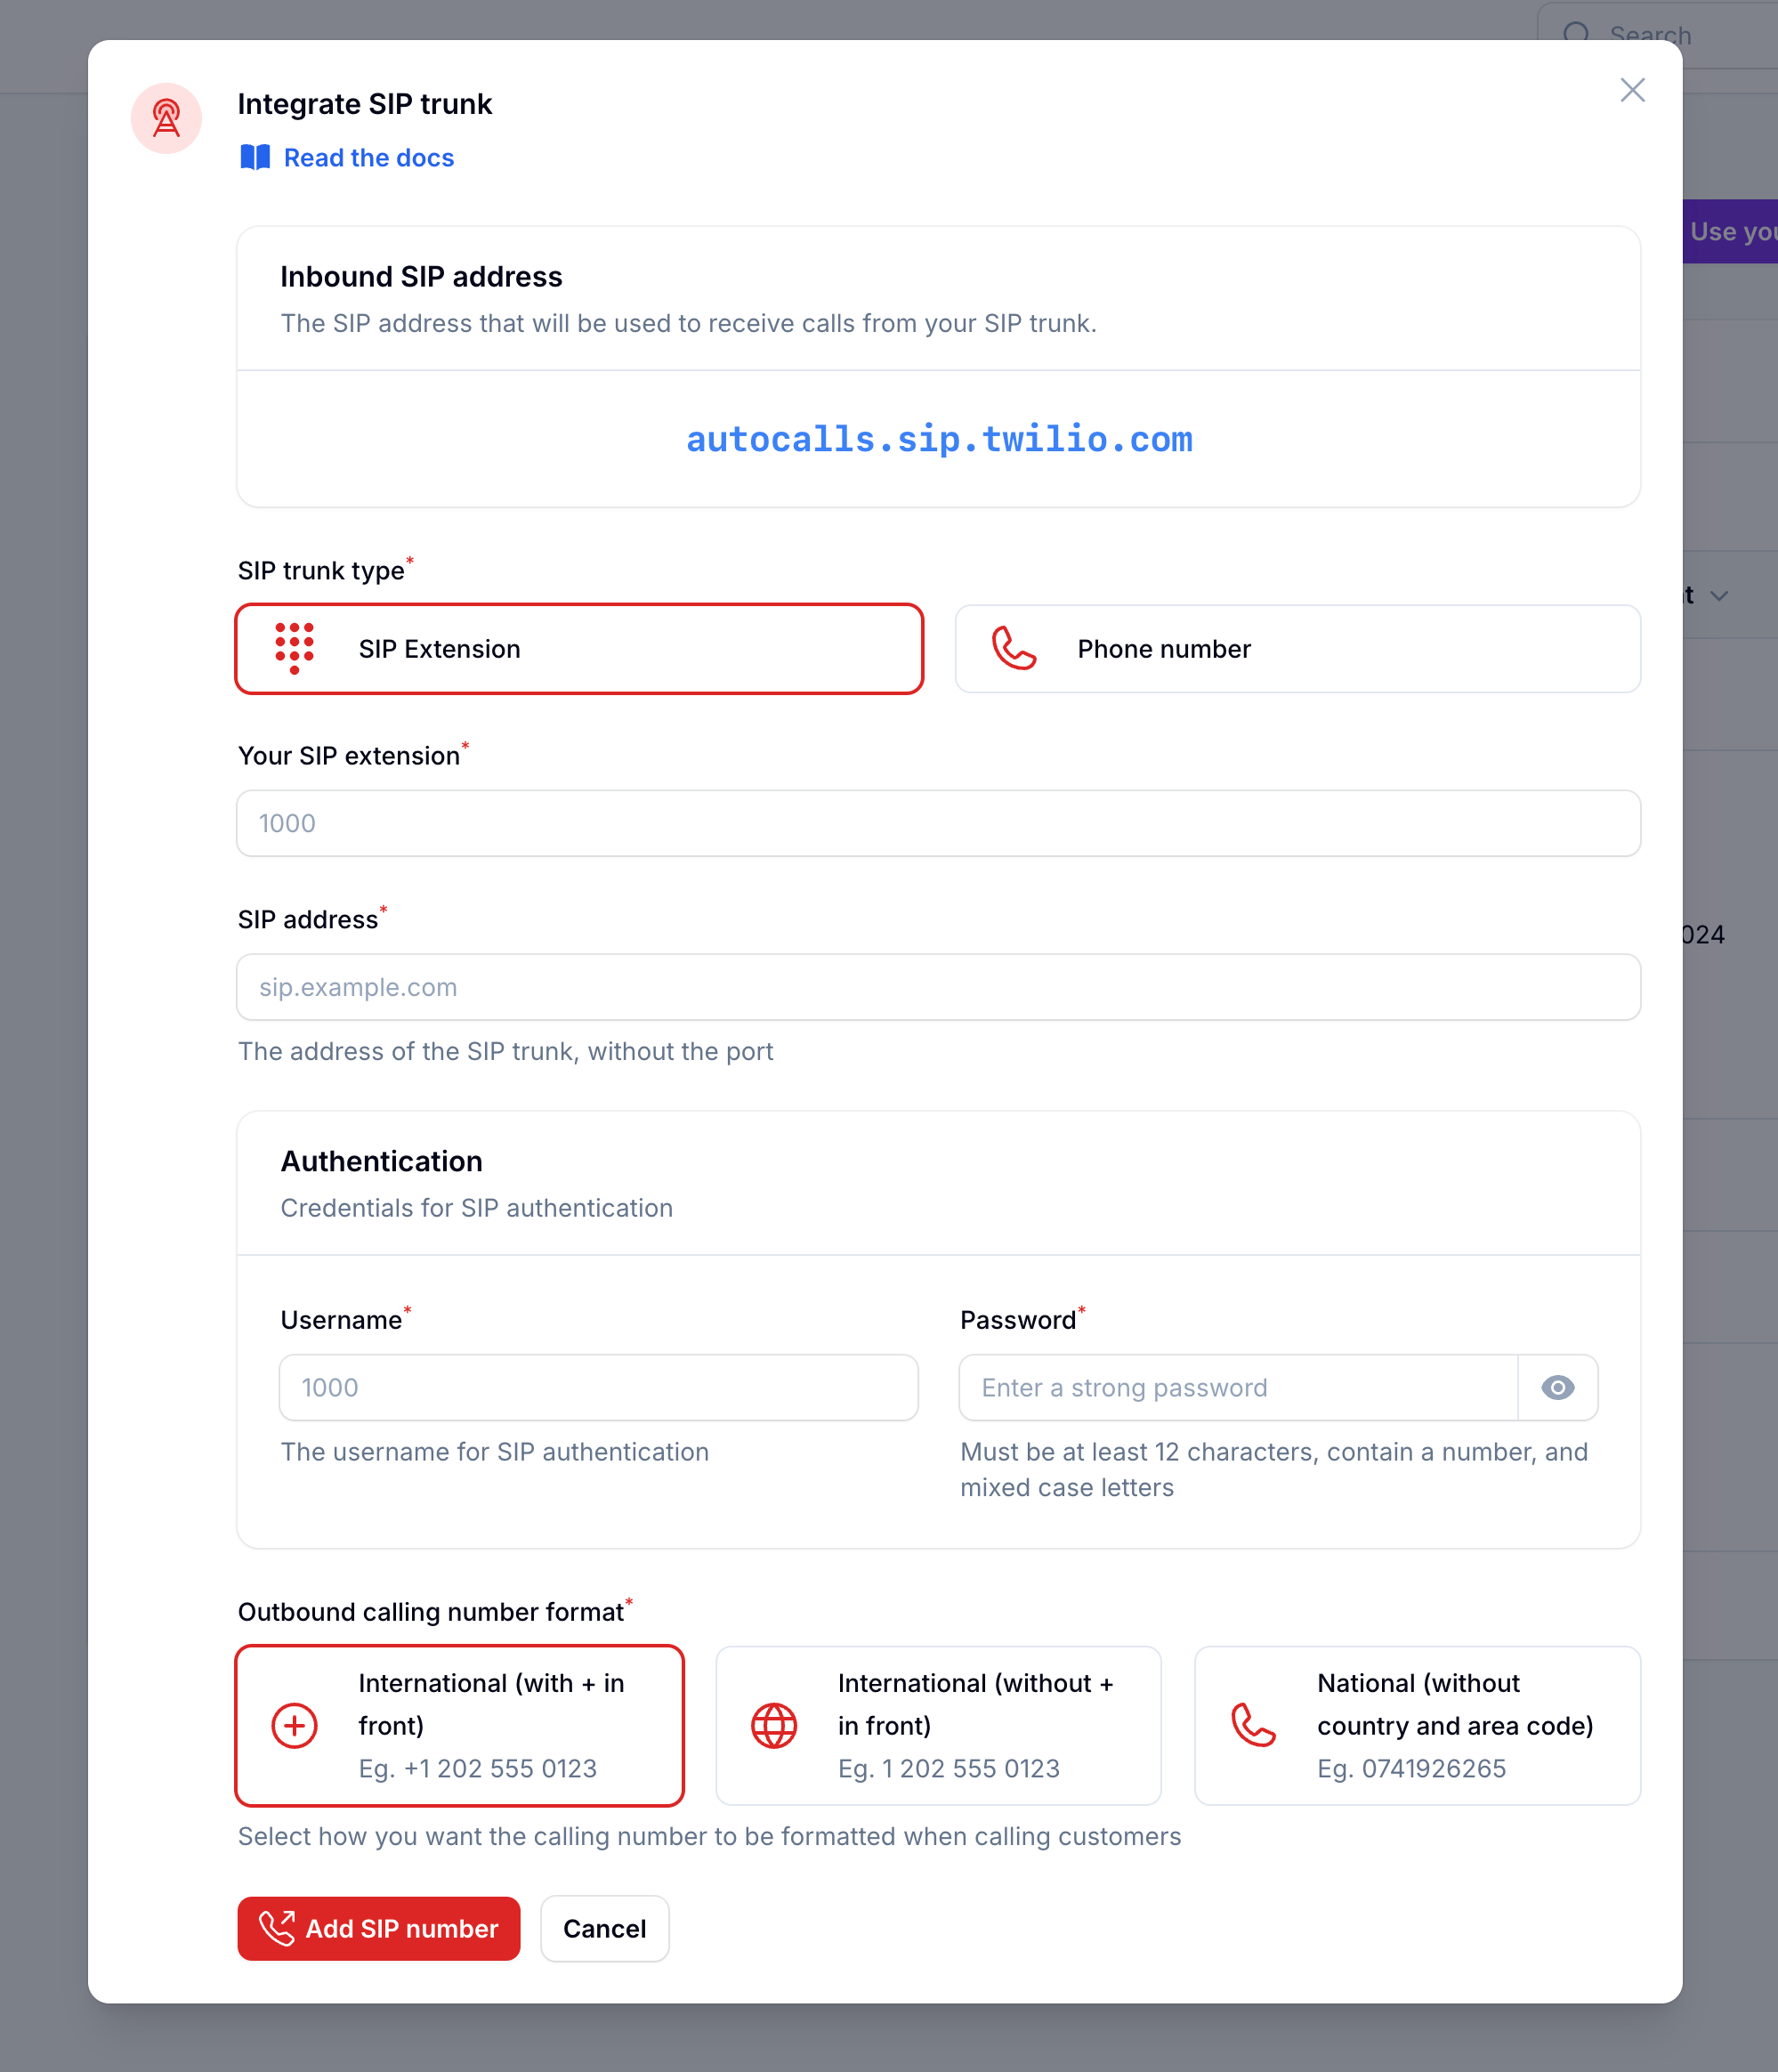 Search
Integrate SIP trunk
Read the docs
Use you
Inbound SIP address
The SIP address that will be used to receive calls from your SIP trunk.
autocalls.sip.twilio.com
SIP trunk type*
SIP Extension
Phone number
t
Your SIP extension*
1000
SIP address*
024
sip.example.com
The address of the SIP trunk, without the port
Authentication
Credentials for SIP authentication
Username*
Password*
1000
Enter a strong password
The username for SIP authentication
Must be at least 12 characters, contain a number, and
mixed case letters
Outbound calling number format*
International (with + in
front)
Eg. +1 202 555 0123
International (without +
in front)
Eg. 1 202 555 0123
National (without
country and area code)
Eg. 0741926265
Select how you want the calling number to be formatted when calling customers
Add SIP number
Cancel